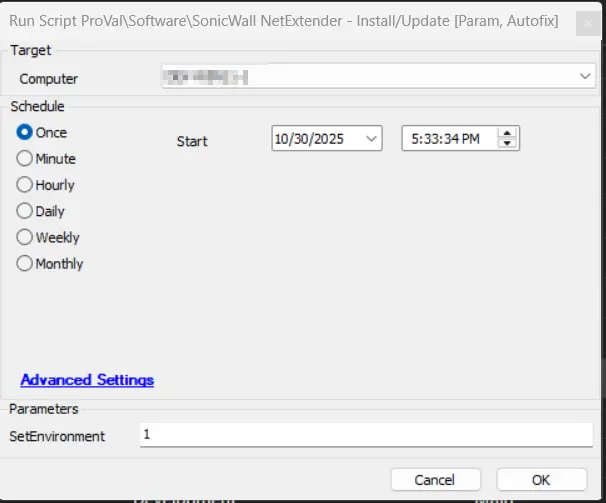 Run Script ProVal\Software\SonicWall NetExtender - Install/Update [Param, Autofix]
Target
Computer
Schedule
Once
Start
10/30/2025
5:33:34 PM
Minute
Hourly
Daily
Weekly
Monthly
Advanced Settings
Parameters
SetEnvironment
1
Cancel
OK